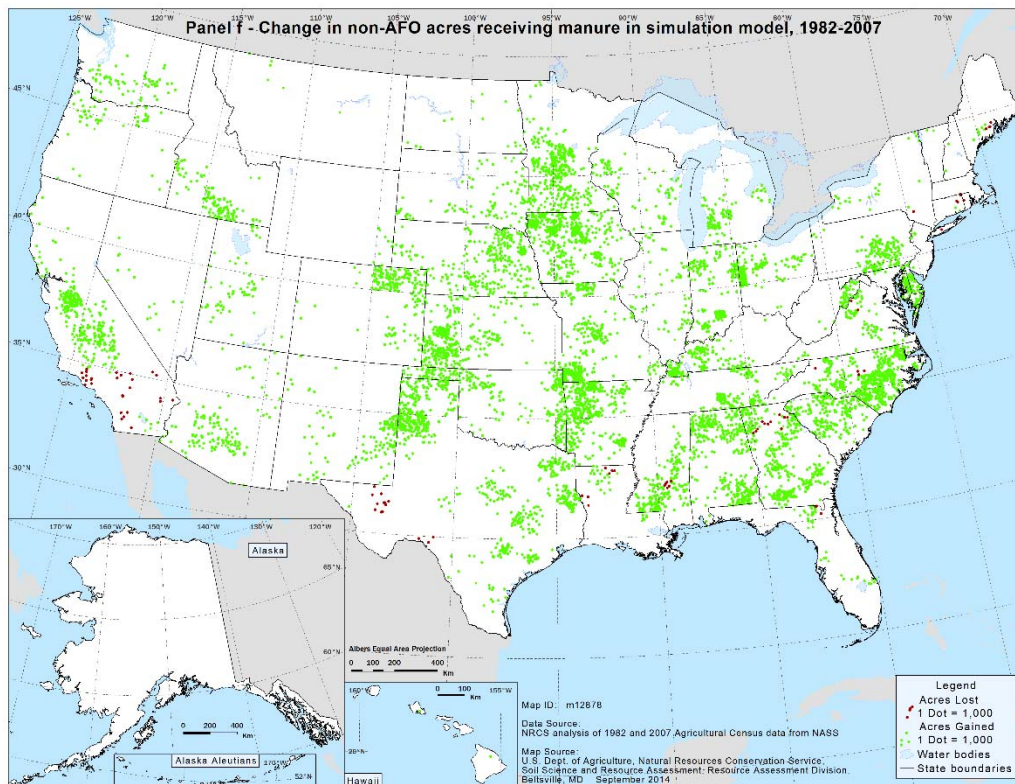 125°W 120°W 115°W 110°W 105°W 100°W 95°W 90°W 85°W 80°W 75°W 70°W
Panel f - Change in non-AFO acres receiving manure in simulation model, 1982-2007
45°N
40°N
35°N
30°N
25°N
170°W 160°W 150°W 140°W 130°W 120°W
Alaska
65°N
60°N
0 200 400
Km
Alaska Aleutians
170°W
52°N
Albers Equal Area Projection
0 100 200 400
Km
160°W
0 100
Km
155°W
Hawaii
Map ID: m12878
Data Source:
NRCS analysis of 1982 and 2007 Agricultural Census data from NASS
Map Source:
U.S. Dept. of Agriculture, Natural Resources Conservation Service,
Soil Science and Resource Assessment, Resource Assessment Division
Beltsville, MD September 2014
Legend
Acres Lost
1 Dot = 1,000
Acres Gained
1 Dot = 1,000
Water bodies
State boundaries